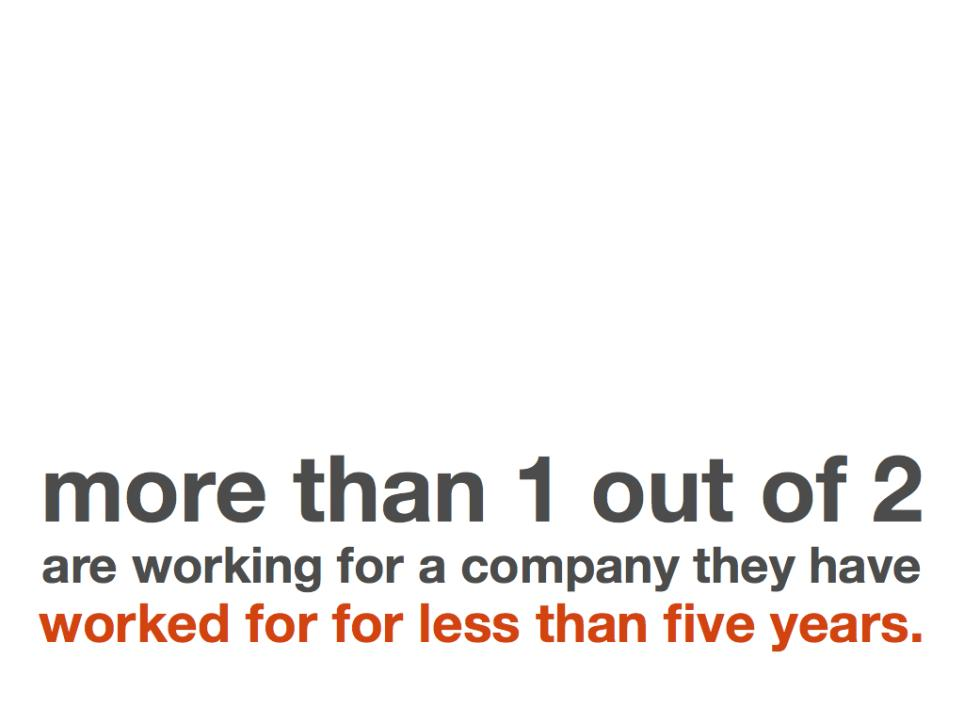 more than 1 out of 2
are working for a company they have
worked for for less than five years.